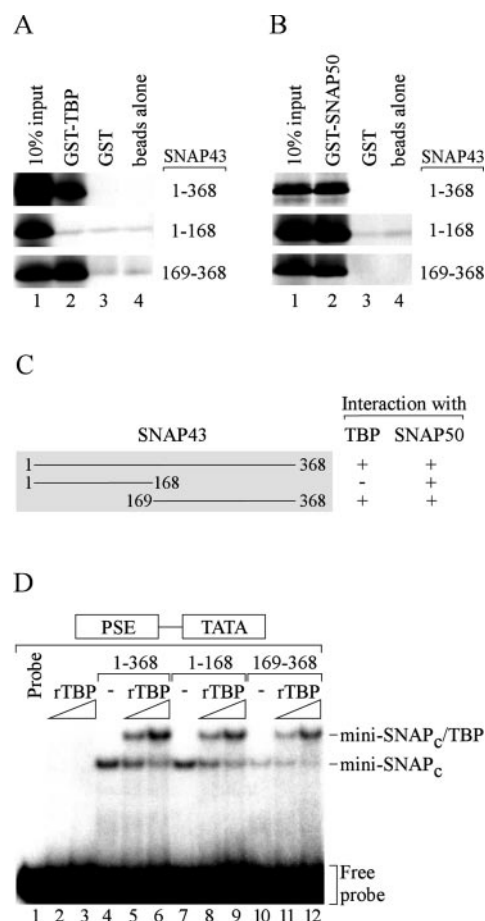 A
10% input
GST-TBP
GST
beads alone
SNAP43
1-368
1-168
169-368
1 2 3 4
B
10% input
GST-SNAP50
GST
beads alone
SNAP43
1-368
1-168
169-368
1 2 3 4
C
Interaction with
SNAP43 TBP SNAP50
1 368 + +
1 168 - +
169 368 + +
D
PSE TATA
Probe
1-368 1-168 169-368
rTBP - rTBP - rTBP - rTBP
mini-SNAPc/TBP
mini-SNAPc
Free
probe
1 2 3 4 5 6 7 8 9 10 11 12